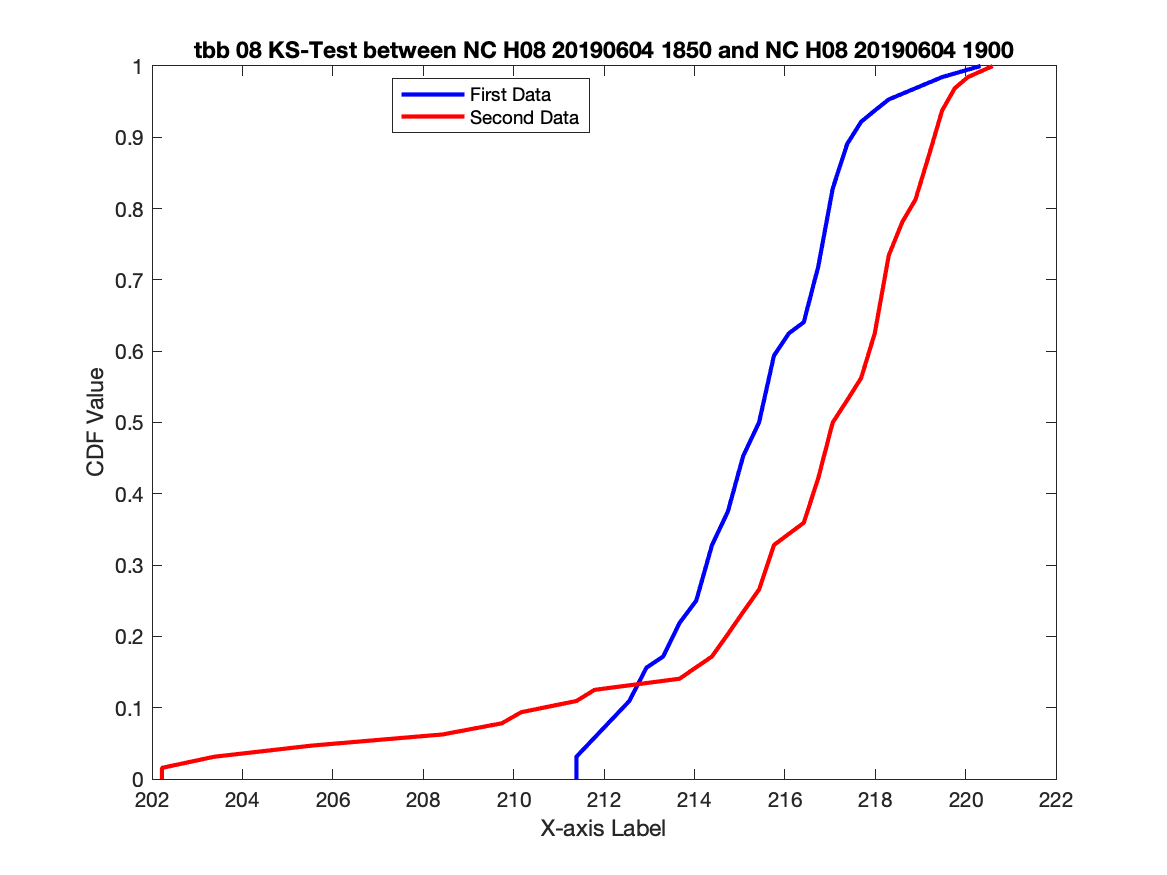 tbb 08 KS-Test between NC H08 20190604 1850 and NC H08 20190604 1900
First Data
Second Data
1
0.9
0.8
0.7
0.6
0.5
0.4
0.3
0.2
0.1
0
CDF Value
202 204 206 208 210 212 214 216 218 220 222
X-axis Label